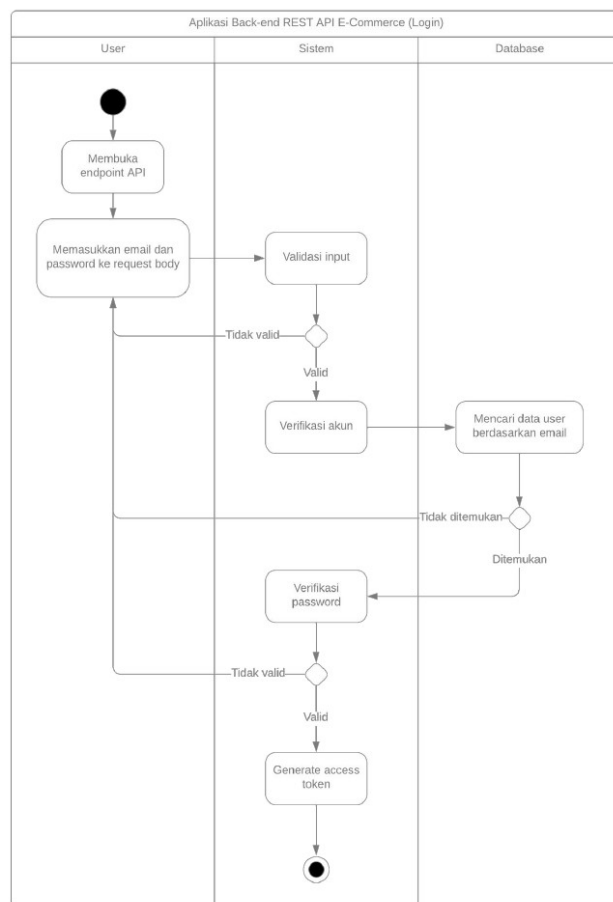 Aplikasi Back-end REST API E-Commerce (Login)
User
Sistem
Database
Membuka
endpoint API
Memasukkan email dan
password ke request body
Validasi input
Tidak valid
Valid
Verifikasi akun
Mencari data user
berdasarkan email
Tidak ditemukan
Ditemukan
Verifikasi
password
Tidak valid
Valid
Generate access
token